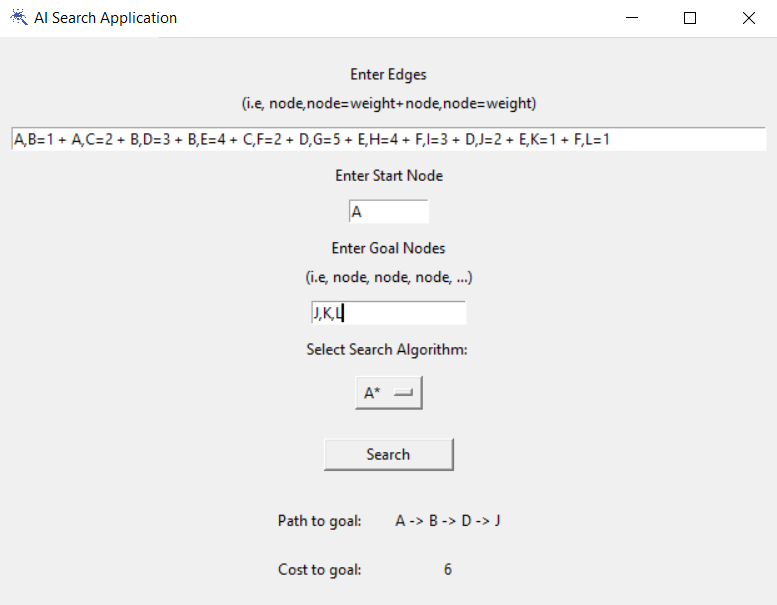 AI Search Application
Enter Edges
(i.e, node,node=weight+node,node=weight)
A,B=1 + A,C=2 + B,D=3 + B,E=4 + C,F=2 + D,G=5 + E,H=4 + F,I=3 + D,J=2 + E,K=1 + F,L=1
Enter Start Node
A
Enter Goal Nodes
(i.e, node, node, node, ...)
J,K,L
Select Search Algorithm:
A*
Search
Path to goal: A -> B -> D -> J
Cost to goal: 6